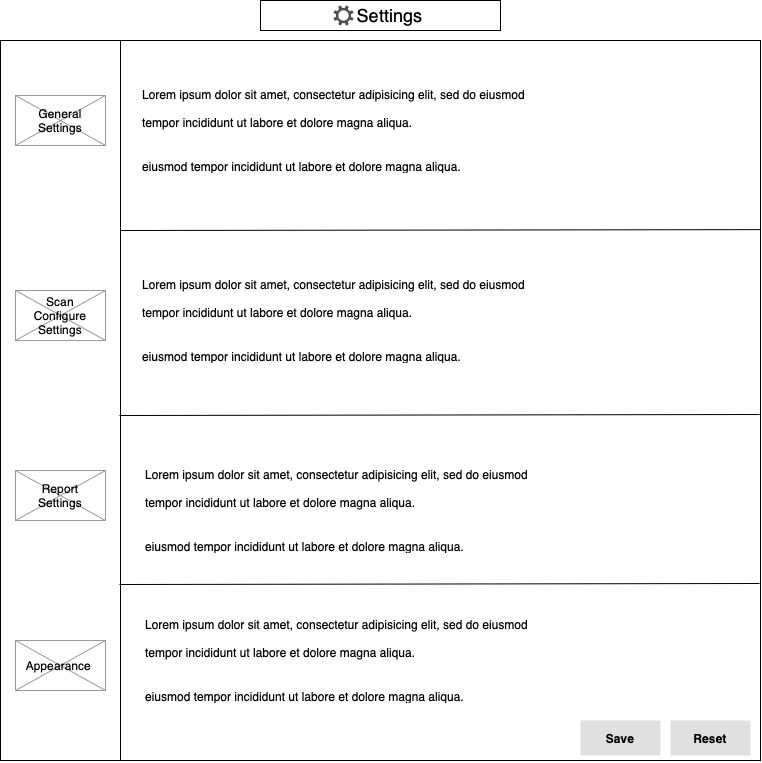 Settings
General
Settings
Lorem ipsum dolor sit amet, consectetur adipisicing elit, sed do eiusmod
tempor incididunt ut labore et dolore magna aliqua.
eiusmod tempor incididunt ut labore et dolore magna aliqua.
Scan
Configure
Settings
Lorem ipsum dolor sit amet, consectetur adipisicing elit, sed do eiusmod
tempor incididunt ut labore et dolore magna aliqua.
eiusmod tempor incididunt ut labore et dolore magna aliqua.
Report
Settings
Lorem ipsum dolor sit amet, consectetur adipisicing elit, sed do eiusmod
tempor incididunt ut labore et dolore magna aliqua.
eiusmod tempor incididunt ut labore et dolore magna aliqua.
Appearance
Lorem ipsum dolor sit amet, consectetur adipisicing elit, sed do eiusmod
tempor incididunt ut labore et dolore magna aliqua.
eiusmod tempor incididunt ut labore et dolore magna aliqua.
Save
Reset